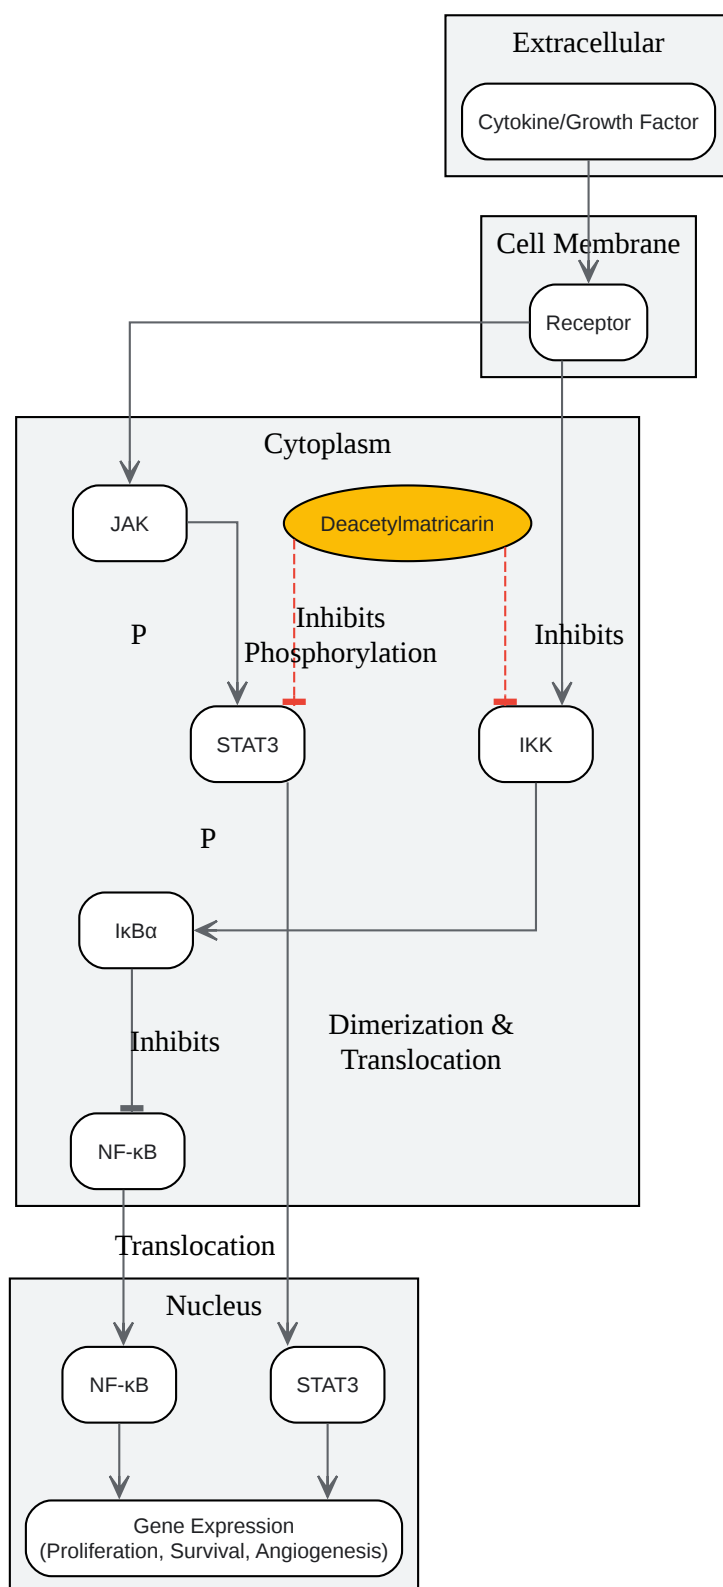 Extracellular
Cytokine/Growth Factor
Cell Membrane
Receptor
Cytoplasm
JAK
Deacetylmatricarin
P
Inhibits
Phosphorylation
Inhibits
STAT3
IKK
P
IκBα
Inhibits
Dimerization &
Translocation
NF-κB
Translocation
Nucleus
NF-κB
STAT3
Gene Expression
(Proliferation, Survival, Angiogenesis)